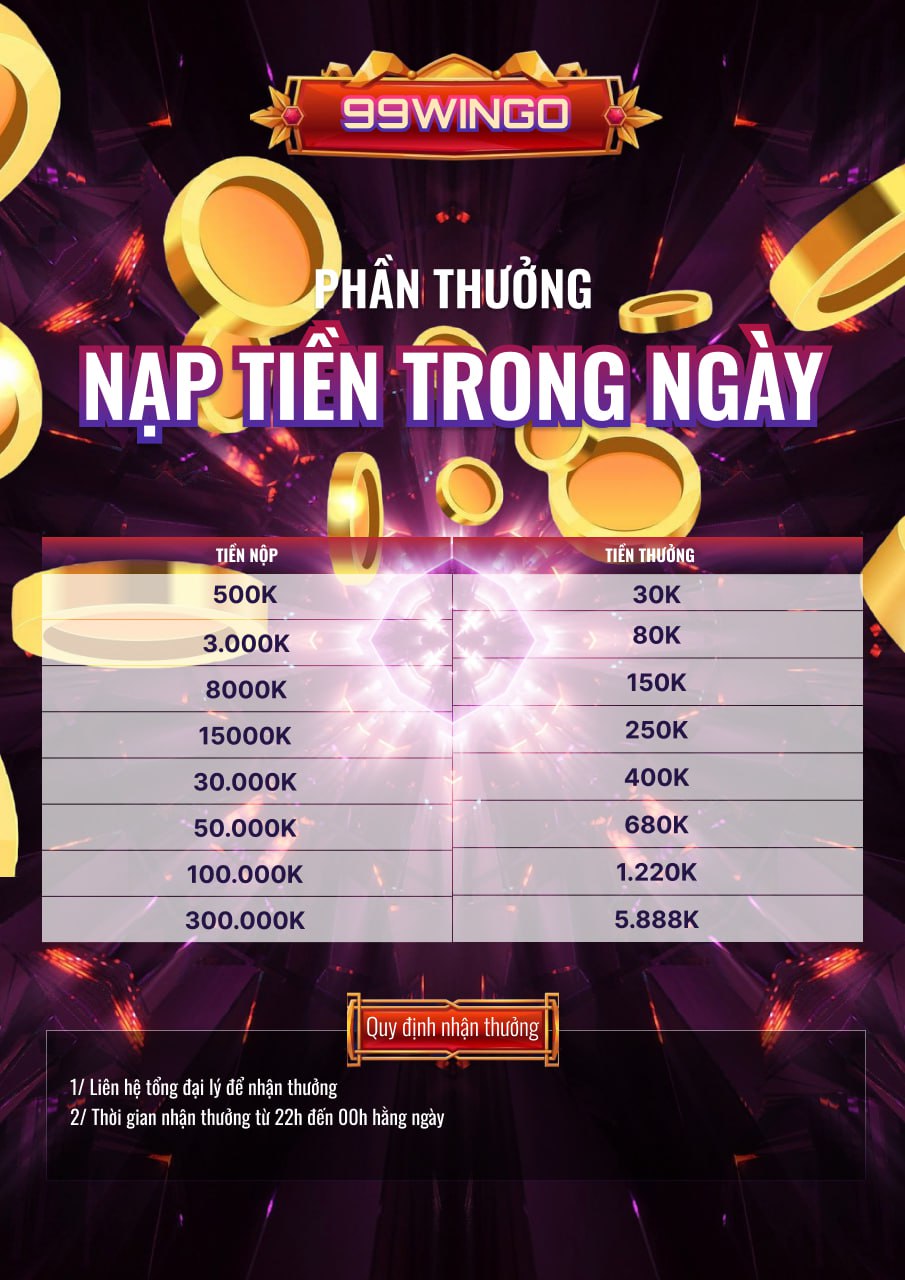 99WINGO
PHẦN THƯỞNG
NẠP TIỀN TRONG NGÀY
TIỀN NỘP TIỀN THƯỞNG
500K 30K
3.000K 80K
8000K 150K
15000K 250K
30.000K 400K
50.000K 680K
100.000K 1.220K
300.000K 5.888K
Quy định nhận thưởng
1/ Liên hệ tổng đại lý để nhận thưởng
2/ Thời gian nhận thưởng từ 22h đến 00h hằng ngày